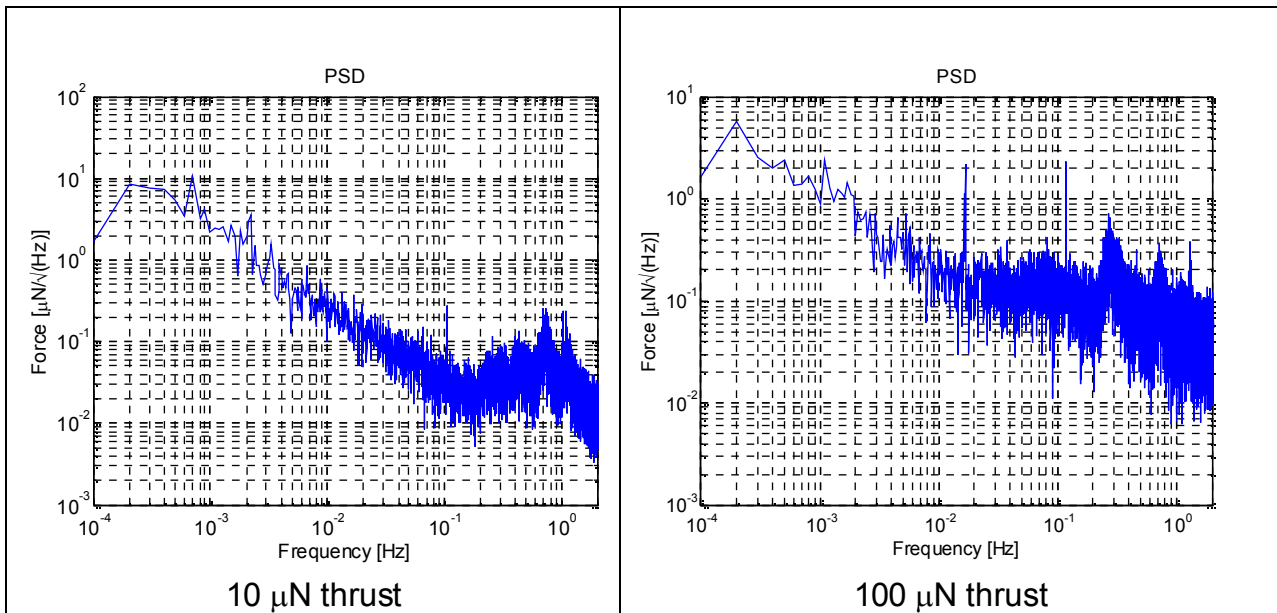 PSD
10^2
10^1
10^0
10^-1
10^-2
10^-3
Force [µN/√(Hz)]
10^-4 10^-3 10^-2 10^-1 10^0
Frequency [Hz]
10 µN thrust
PSD
10^1
10^0
10^-1
10^-2
10^-3
Force [µN/√(Hz)]
10^-4 10^-3 10^-2 10^-1 10^0
Frequency [Hz]
100 µN thrust